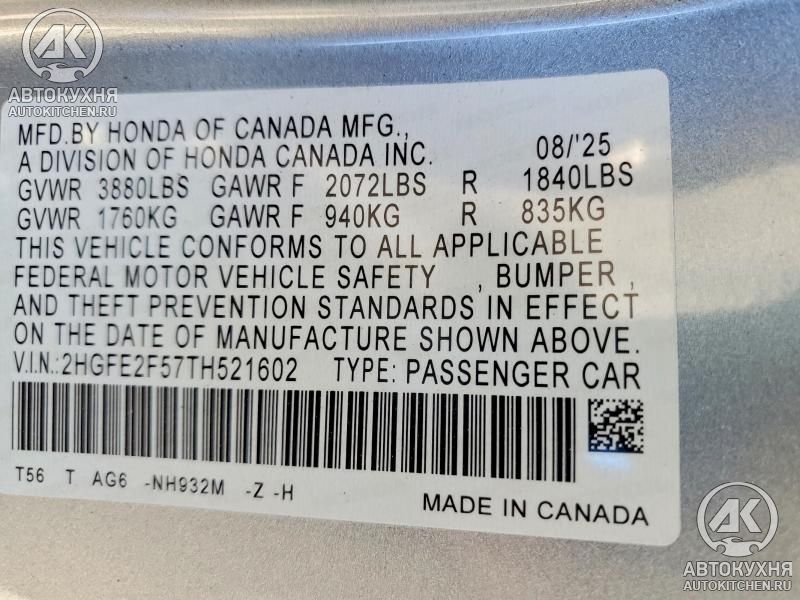 АК
АВТОКУХНЯ
AUTOKITCHEN.RU
MFD.BY HONDA OF CANADA MFG.,
A DIVISION OF HONDA CANADA INC. 08/'25
GVWR 3880LBS GAWR F 2072LBS R 1840LBS
GVWR 1760KG GAWR F 940KG R 835KG
THIS VEHICLE CONFORMS TO ALL APPLICABLE
FEDERAL MOTOR VEHICLE SAFETY , BUMPER ,
AND THEFT PREVENTION STANDARDS IN EFFECT
ON THE DATE OF MANUFACTURE SHOWN ABOVE.
V.I.N.:2HGFE2F57TH521602 TYPE: PASSENGER CAR
T56 T AG6 -NH932M -Z -H
MADE IN CANADA
АК
АВТОКУХНЯ
AUTOKITCHEN.RU